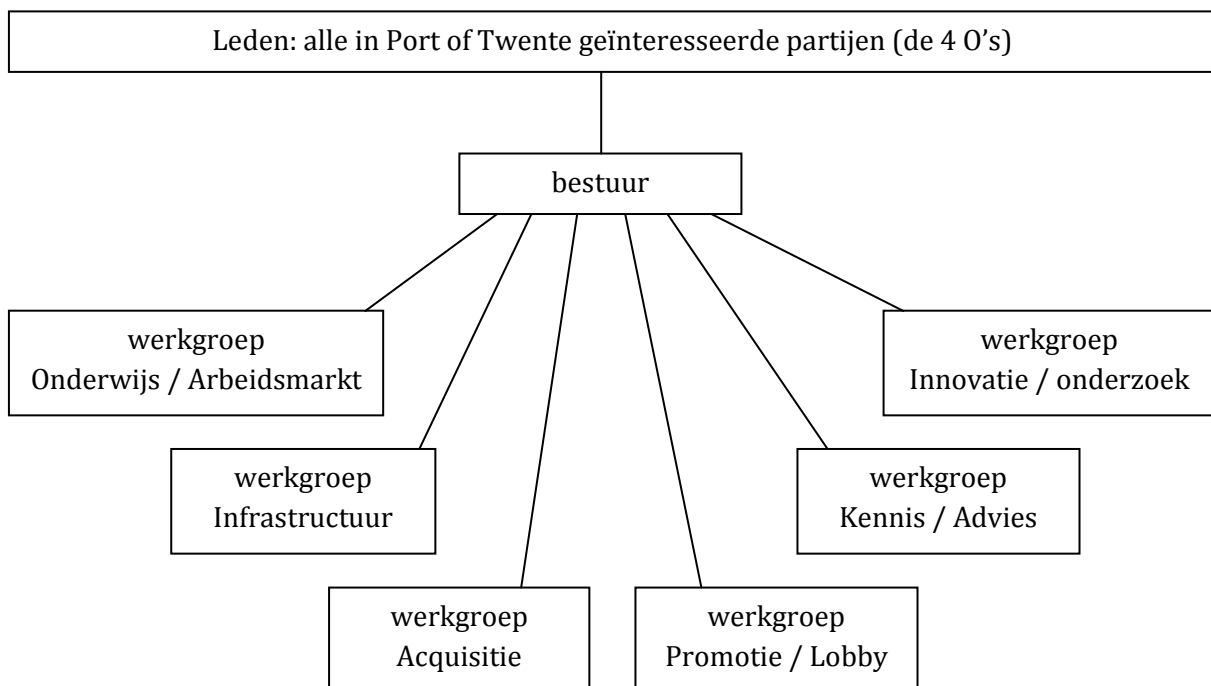 Leden: alle in Port of Twente geïnteresseerde partijen (de 4 O’s)
bestuur
werkgroep
Onderwijs / Arbeidsmarkt
werkgroep
Innovatie / onderzoek
werkgroep
Infrastructuur
werkgroep
Kennis / Advies
werkgroep
Acquisitie
werkgroep
Promotie / Lobby